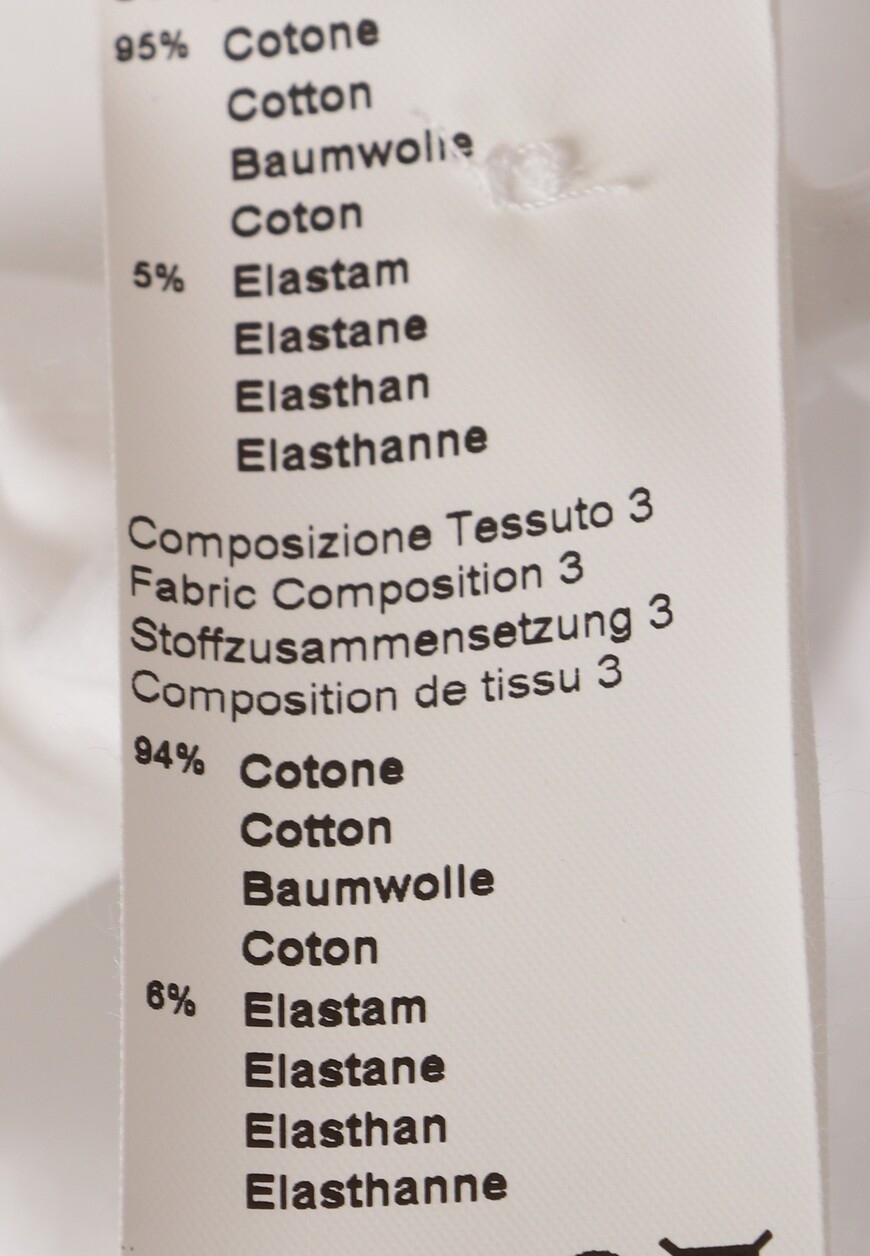 95% Cotone
Cotton
Baumwolle
Coton
5% Elastam
Elastane
Elasthan
Elasthanne
Composizione Tessuto 3
Fabric Composition 3
Stoffzusammensetzung 3
Composition de tissu 3
94% Cotone
Cotton
Baumwolle
Coton
6% Elastam
Elastane
Elasthan
Elasthanne